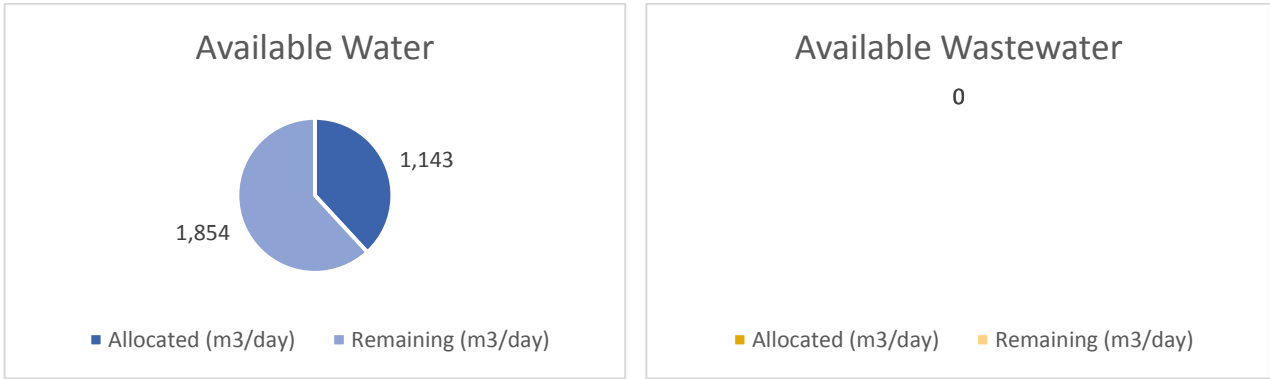 Available Water
1,143
1,854
Allocated (m3/day)
Remaining (m3/day)
Available Wastewater
0
Allocated (m3/day)
Remaining (m3/day)